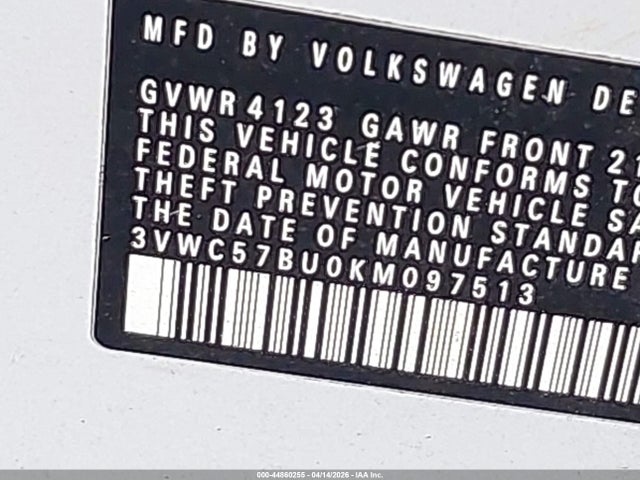 MFD BY VOLKSWAGEN DE
GVWR 4123 GAWR FRONT 21
THIS VEHICLE CONFORMS TO
FEDERAL MOTOR VEHICLE SA
THEFT PREVENTION STANDAR
THE DATE OF MANUFACTURE
3VWC57BU0KM097513
000-44860255 - 04/14/2026 - IAA Inc.